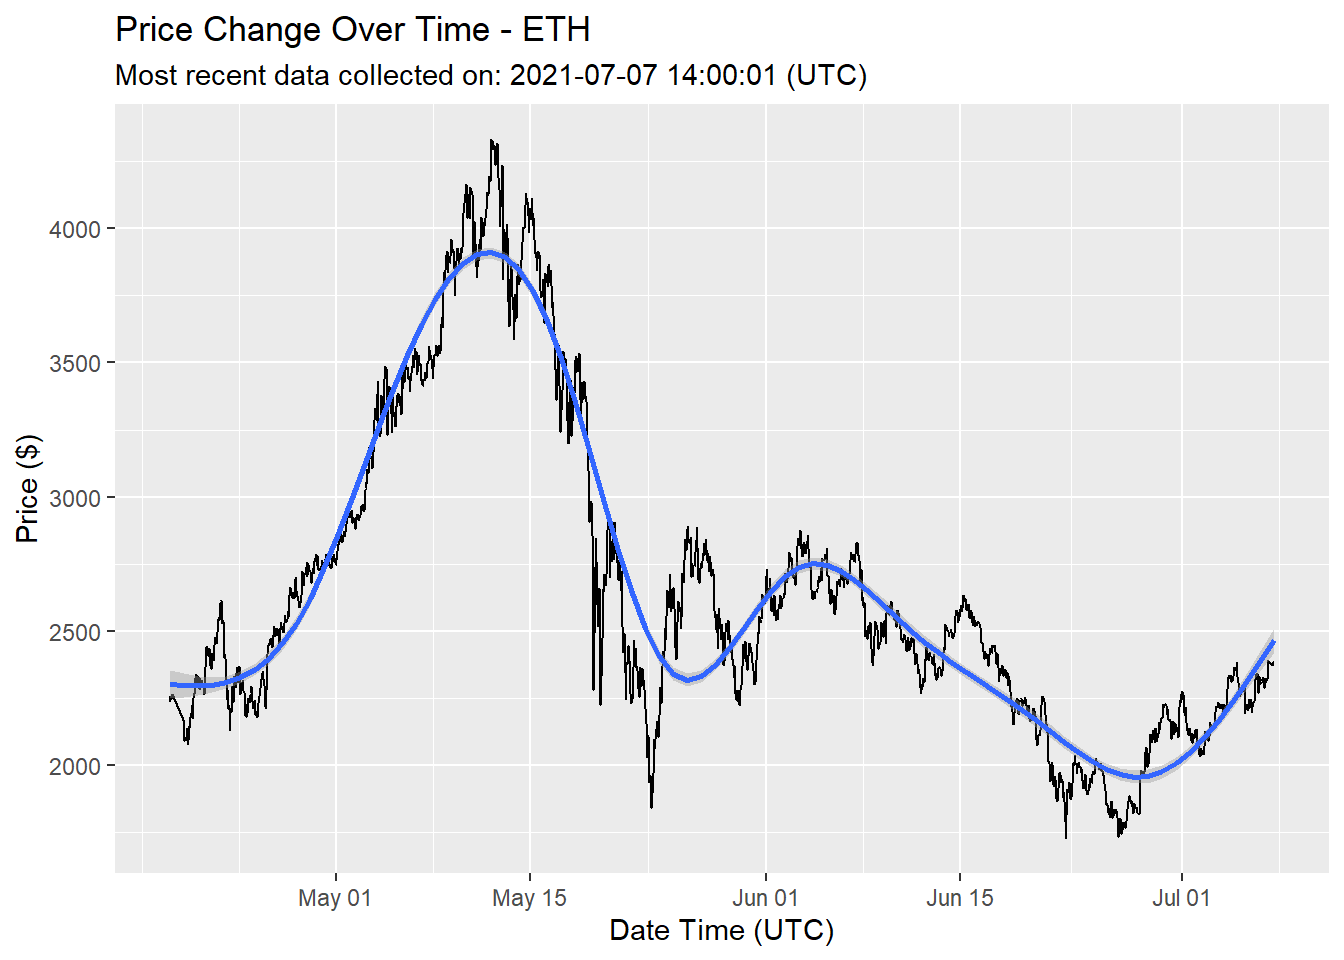 Price Change Over Time - ETH
Most recent data collected on: 2021-07-07 14:00:01 (UTC)
Price ($)
4000
3500
3000
2500
2000
May 01
May 15
Jun 01
Jun 15
Jul 01
Date Time (UTC)